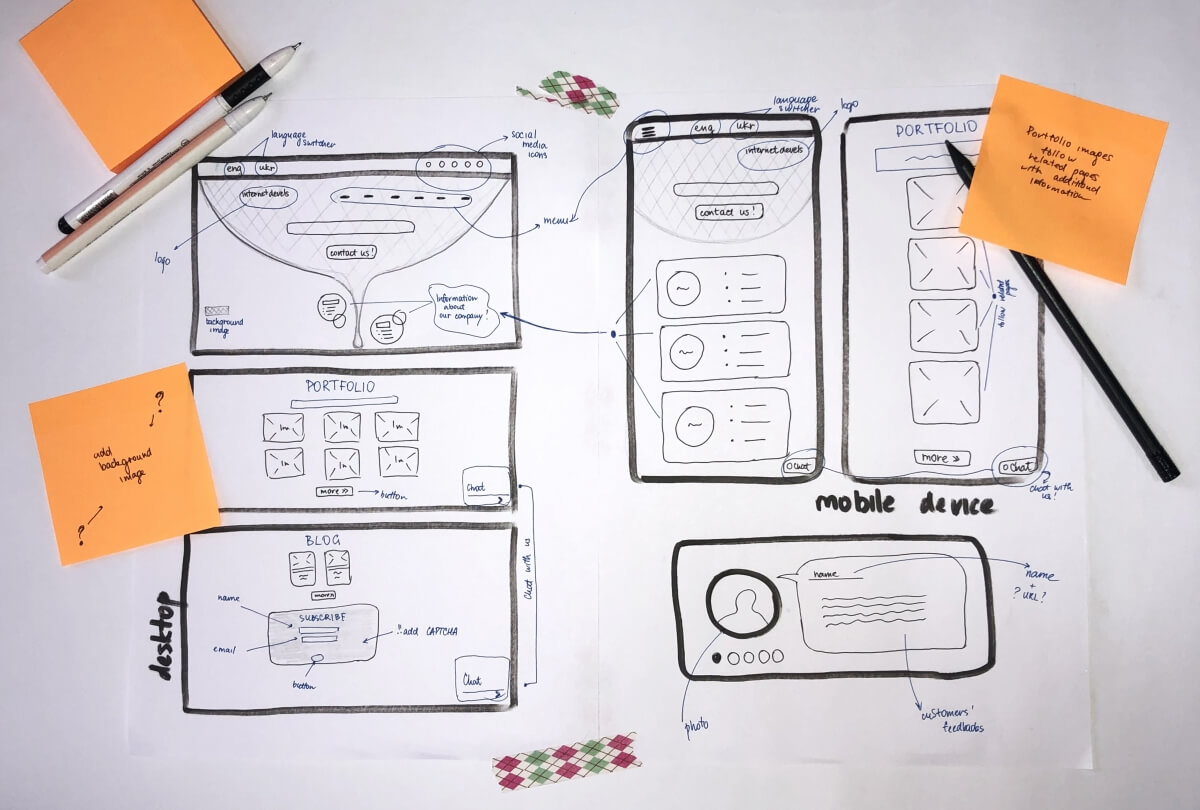 language
switcher
eng
ukr
social
media
icons
internet devels
menu
contact us!
logo
Information
about
our company!
background
image
PORTFOLIO
Im
Im
Im
Im
Im
Im
more »
button
Chat
add
background
image
?
?
BLOG
more»
name
SUBSCRIBE
email
!!add CAPTCHA
button
Chat
Chat with us
desktop
language
switcher
logo
eng
ukr
internet devels
contact us!
Chat
PORTFOLIO
follow related
pages
more »
Chat
chat with
us!
Portfolio images
follow
related pages
with additional
information
mobile device
name
name
+
? URL?
photo
customers'
feedbacks